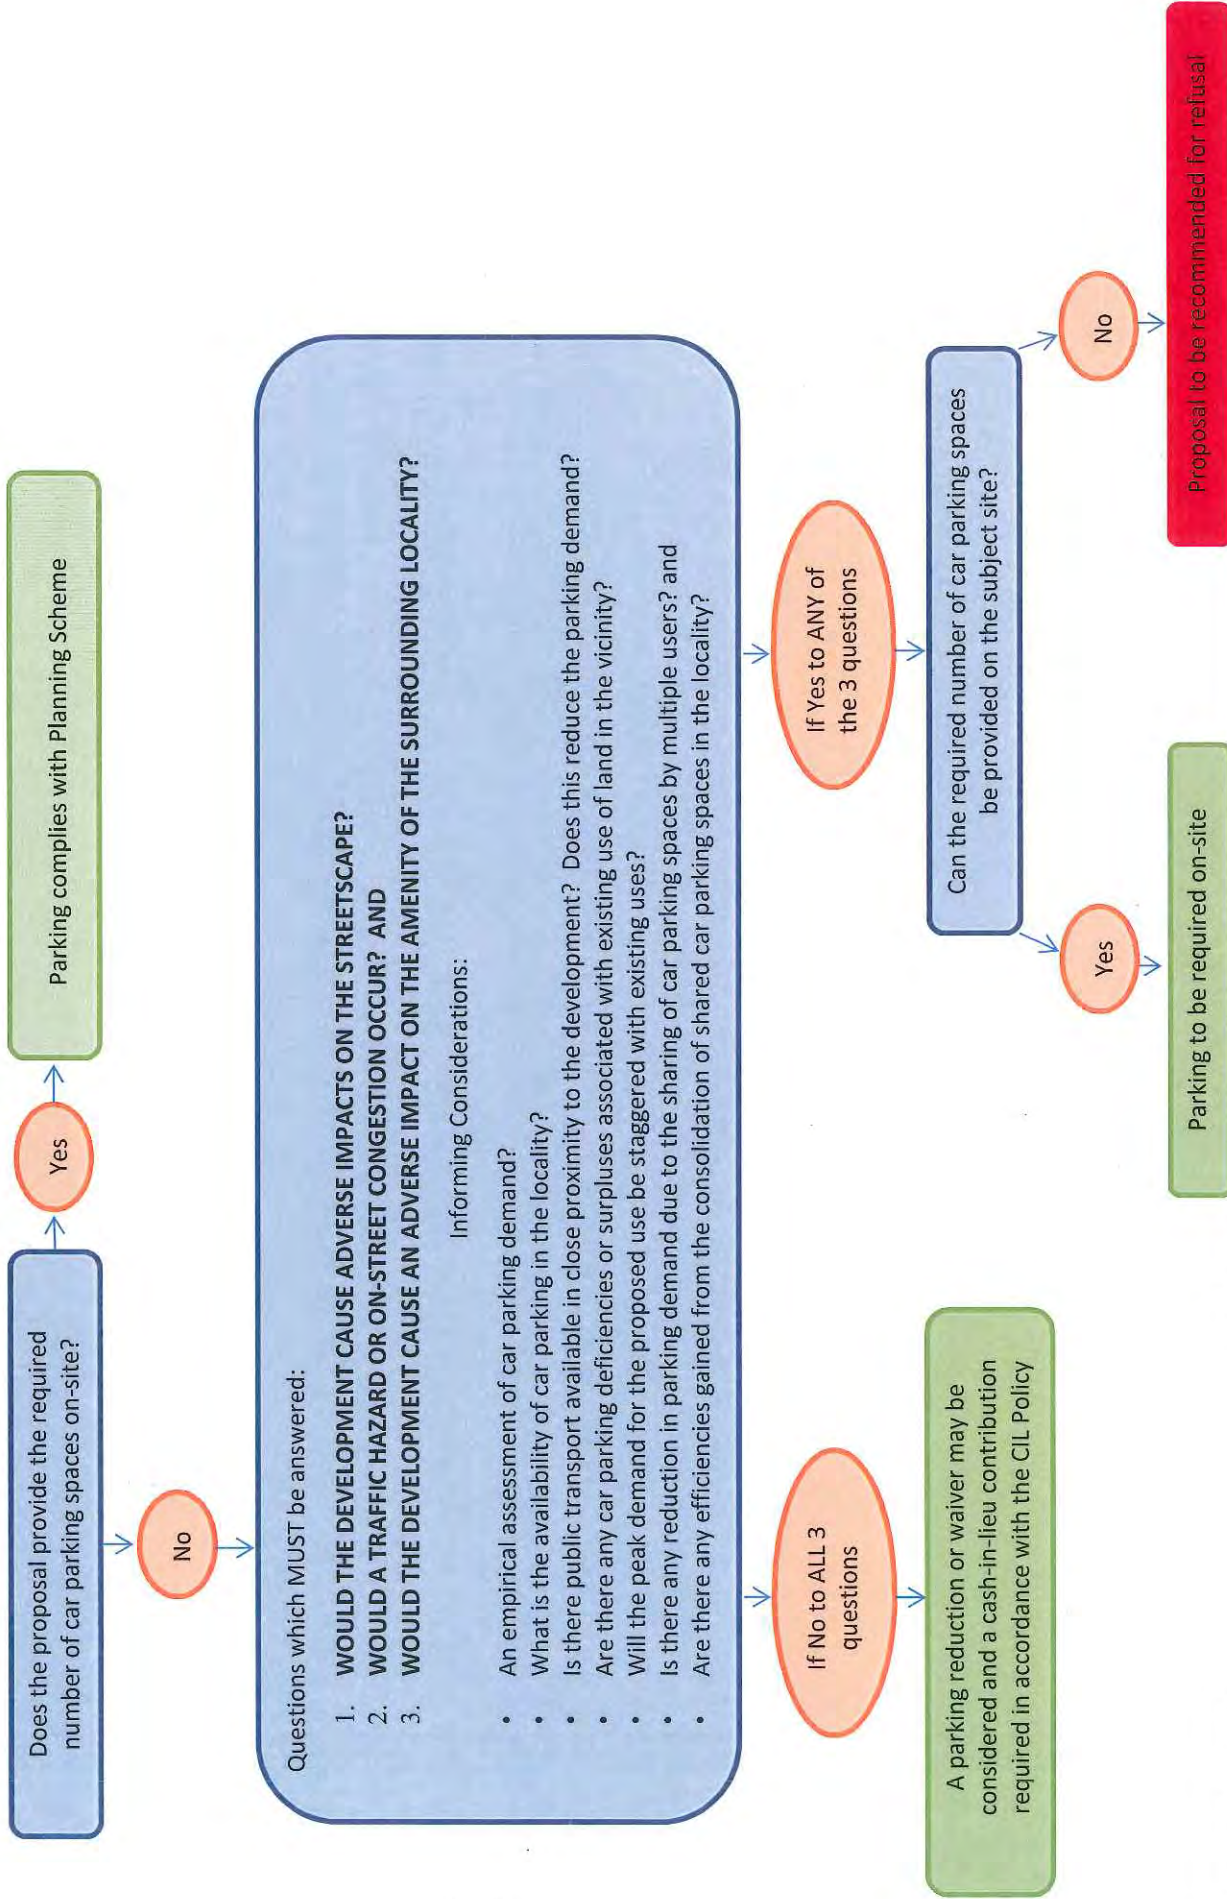 Does the proposal provide the required
number of car parking spaces on-site?
Yes
Parking complies with Planning Scheme
No
Questions which MUST be answered:
1. WOULD THE DEVELOPMENT CAUSE ADVERSE IMPACTS ON THE STREETSCAPE?
2. WOULD A TRAFFIC HAZARD OR ON-STREET CONGESTION OCCUR? AND
3. WOULD THE DEVELOPMENT CAUSE AN ADVERSE IMPACT ON THE AMENITY OF THE SURROUNDING LOCALITY?
Informing Considerations:
• An empirical assessment of car parking demand?
• What is the availability of car parking in the locality?
• Is there public transport available in close proximity to the development? Does this reduce the parking demand?
• Are there any car parking deficiencies or surpluses associated with existing use of land in the vicinity?
• Will the peak demand for the proposed use be staggered with existing uses?
• Is there any reduction in parking demand due to the sharing of car parking spaces by multiple users? and
• Are there any efficiencies gained from the consolidation of shared car parking spaces in the locality?
If No to ALL 3
questions
If Yes to ANY of
the 3 questions
A parking reduction or waiver may be
considered and a cash-in-lieu contribution
required in accordance with the CIL Policy
Can the required number of car parking spaces
be provided on the subject site?
Yes
No
Parking to be required on-site
Proposal to be recommended for refusal